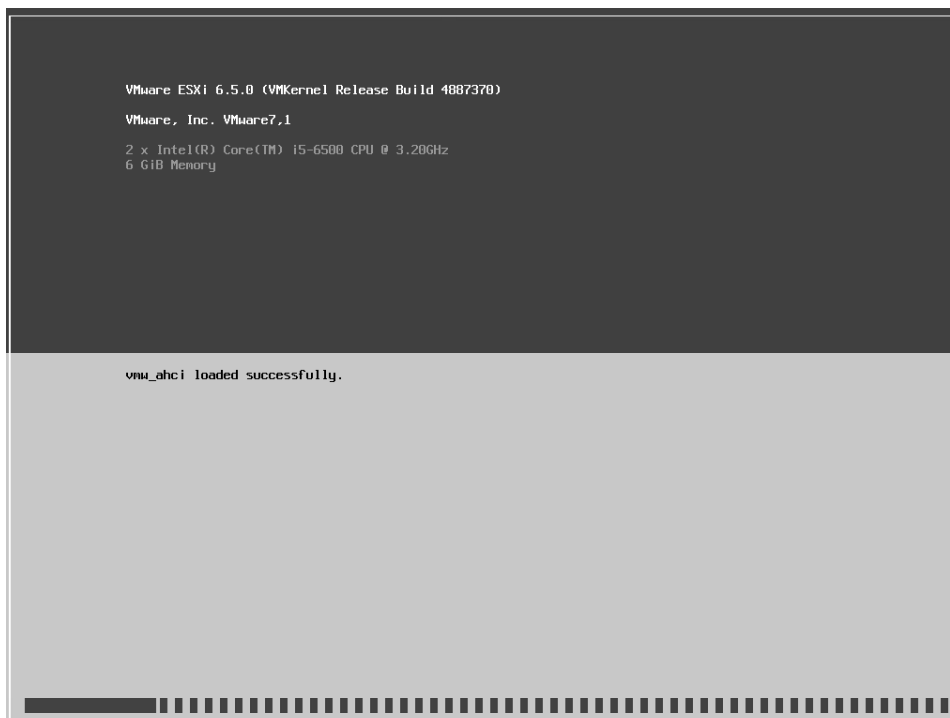 VMware ESXi 6.5.0 (VMKernel Release Build 4887370)
VMware, Inc. VMware7,1
2 x Intel(R) Core(TM) i5-6500 CPU @ 3.20GHz
6 GiB Memory
vmw_ahci loaded successfully.